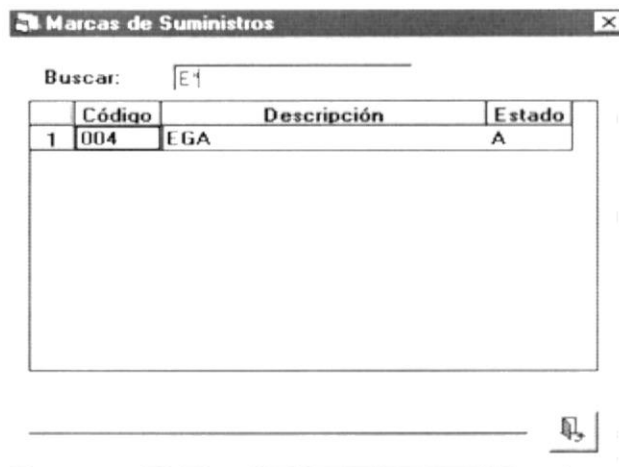 Marcas de Suministros
Buscar: E*
Código Descripción Estado
1 004 EGA A